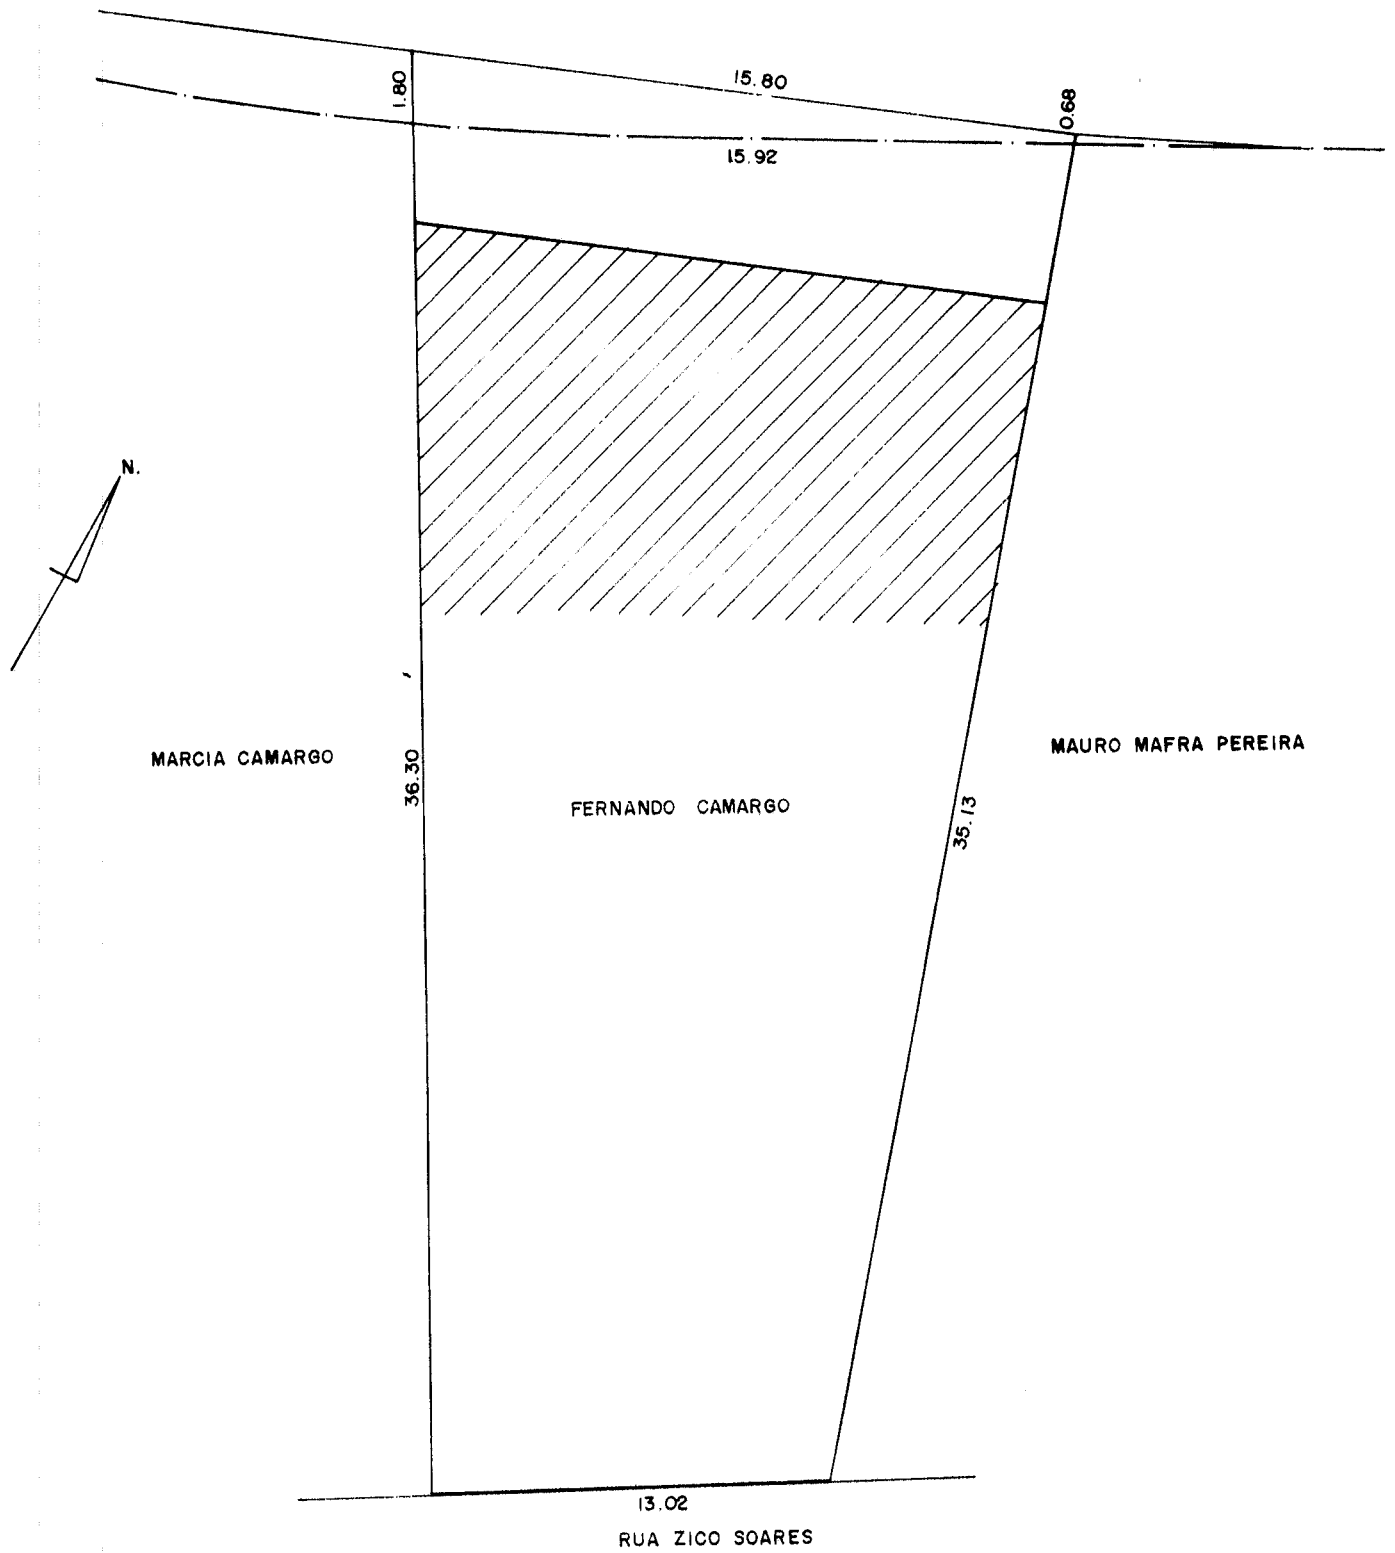 15.80
1.80
0.68
15.92
N.
MARCIA CAMARGO
36.30
FERNANDO CAMARGO
35.13
MAURO MAFRA PEREIRA
13.02
RUA ZICO SOARES